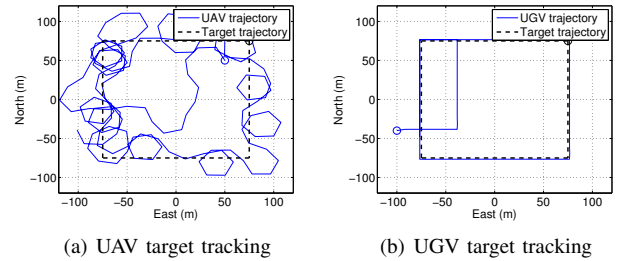 UAV trajectory
Target trajectory
100
50
0
−50
−100
North (m)
−100 −50 0 50 100
East (m)
(a) UAV target tracking
UGV trajectory
Target trajectory
100
50
0
−50
−100
North (m)
−100 −50 0 50 100
East (m)
(b) UGV target tracking